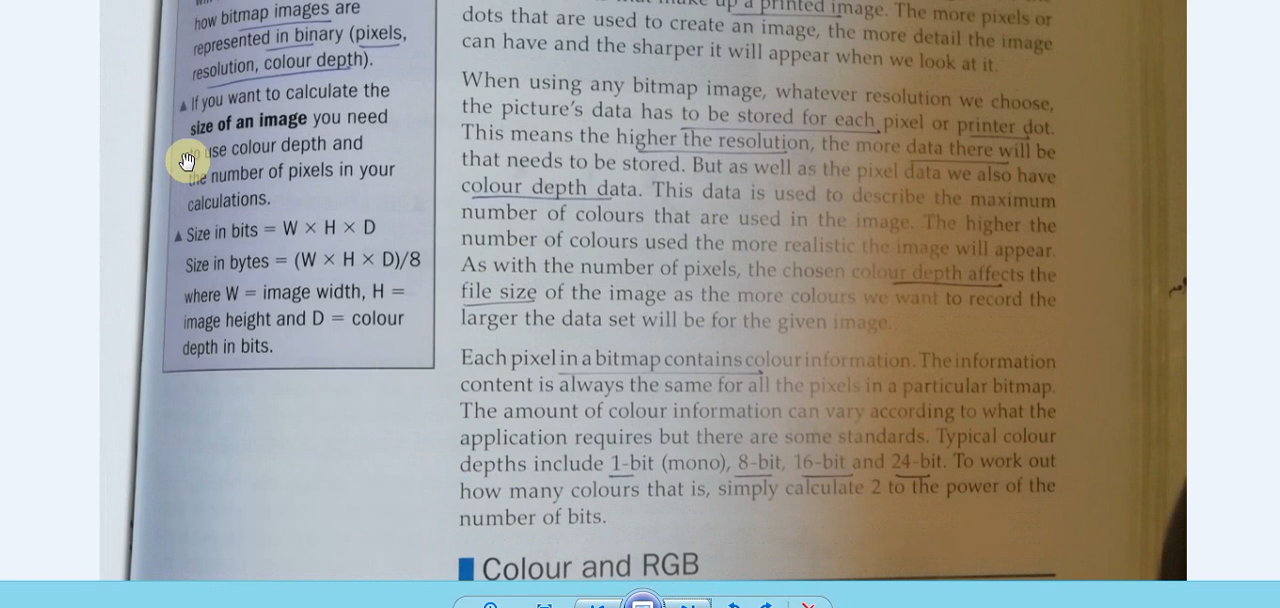 how bitmap images are
represented in binary (pixels,
resolution, colour depth).
▲ If you want to calculate the
size of an image you need
use colour depth and
the number of pixels in your
calculations.
▲ Size in bits = W × H × D
Size in bytes = (W × H × D)/8
where W = image width, H =
image height and D = colour
depth in bits.
up a printed image. The more pixels or
dots that are used to create an image, the more detail the image
can have and the sharper it will appear when we look at it.
When using any bitmap image, whatever resolution we choose,
the picture's data has to be stored for each pixel or printer dot.
This means the higher the resolution, the more data there will be
that needs to be stored. But as well as the pixel data we also have
colour depth data. This data is used to describe the maximum
number of colours that are used in the image. The higher the
number of colours used the more realistic the image will appear.
As with the number of pixels, the chosen colour depth affects the
file size of the image as the more colours we want to record the
larger the data set will be for the given image.
Each pixel in a bitmap contains colour information. The information
content is always the same for all the pixels in a particular bitmap.
The amount of colour information can vary according to what the
application requires but there are some standards. Typical colour
depths include 1-bit (mono), 8-bit, 16-bit and 24-bit. To work out
how many colours that is, simply calculate 2 to the power of the
number of bits.
Colour and RGB